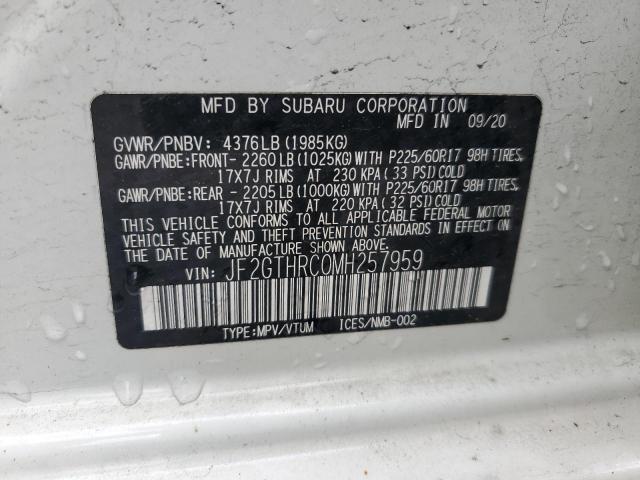 MFD BY SUBARU CORPORATION
MFD IN 09/20
GVWR/PNBV: 4376LB(1985KG)
GAWR/PNBE:FRONT- 2260LB(1025KG)WITH P225/60R17 98H TIRES,
17X7J RIMS AT 230 KPA( 33 PSI)COLD
GAWR/PNBE:REAR - 2205LB(1000KG)WITH P225/60R17 98H TIRES,
17X7J RIMS AT 220 KPA( 32 PSI)COLD
THIS VEHICLE CONFORMS TO ALL APPLICABLE FEDERAL MOTOR
VEHICLE SAFETY AND THEFT PREVENTION STANDARDS IN EFFECT ON
THE DATE OF MANUFACTURE SHOWN ABOVE.
VIN: JF2GTHRC0MH257959
TYPE:MPV/VTUM ICES/NMB-002